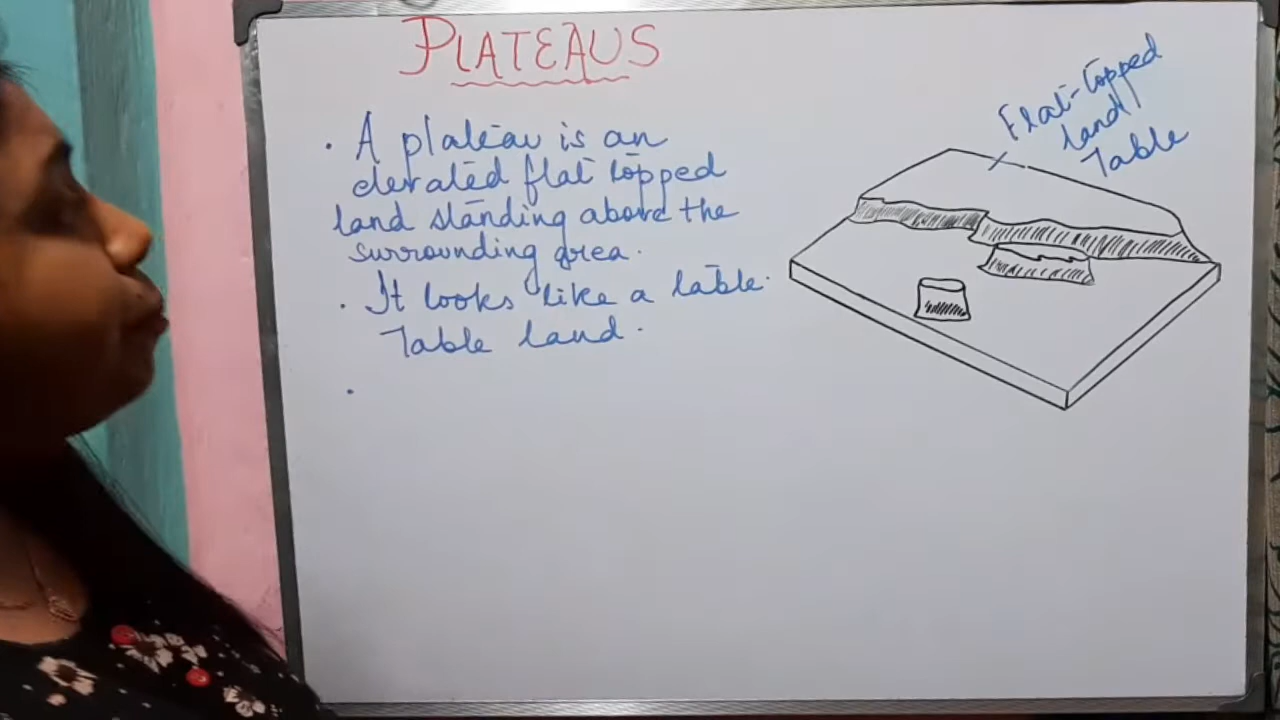 PLATEAUS
. A plateau is an
elevated flat topped
land standing above the
surrounding area.
. It looks like a table.
Table land.
.
Flat-topped
land/
Table